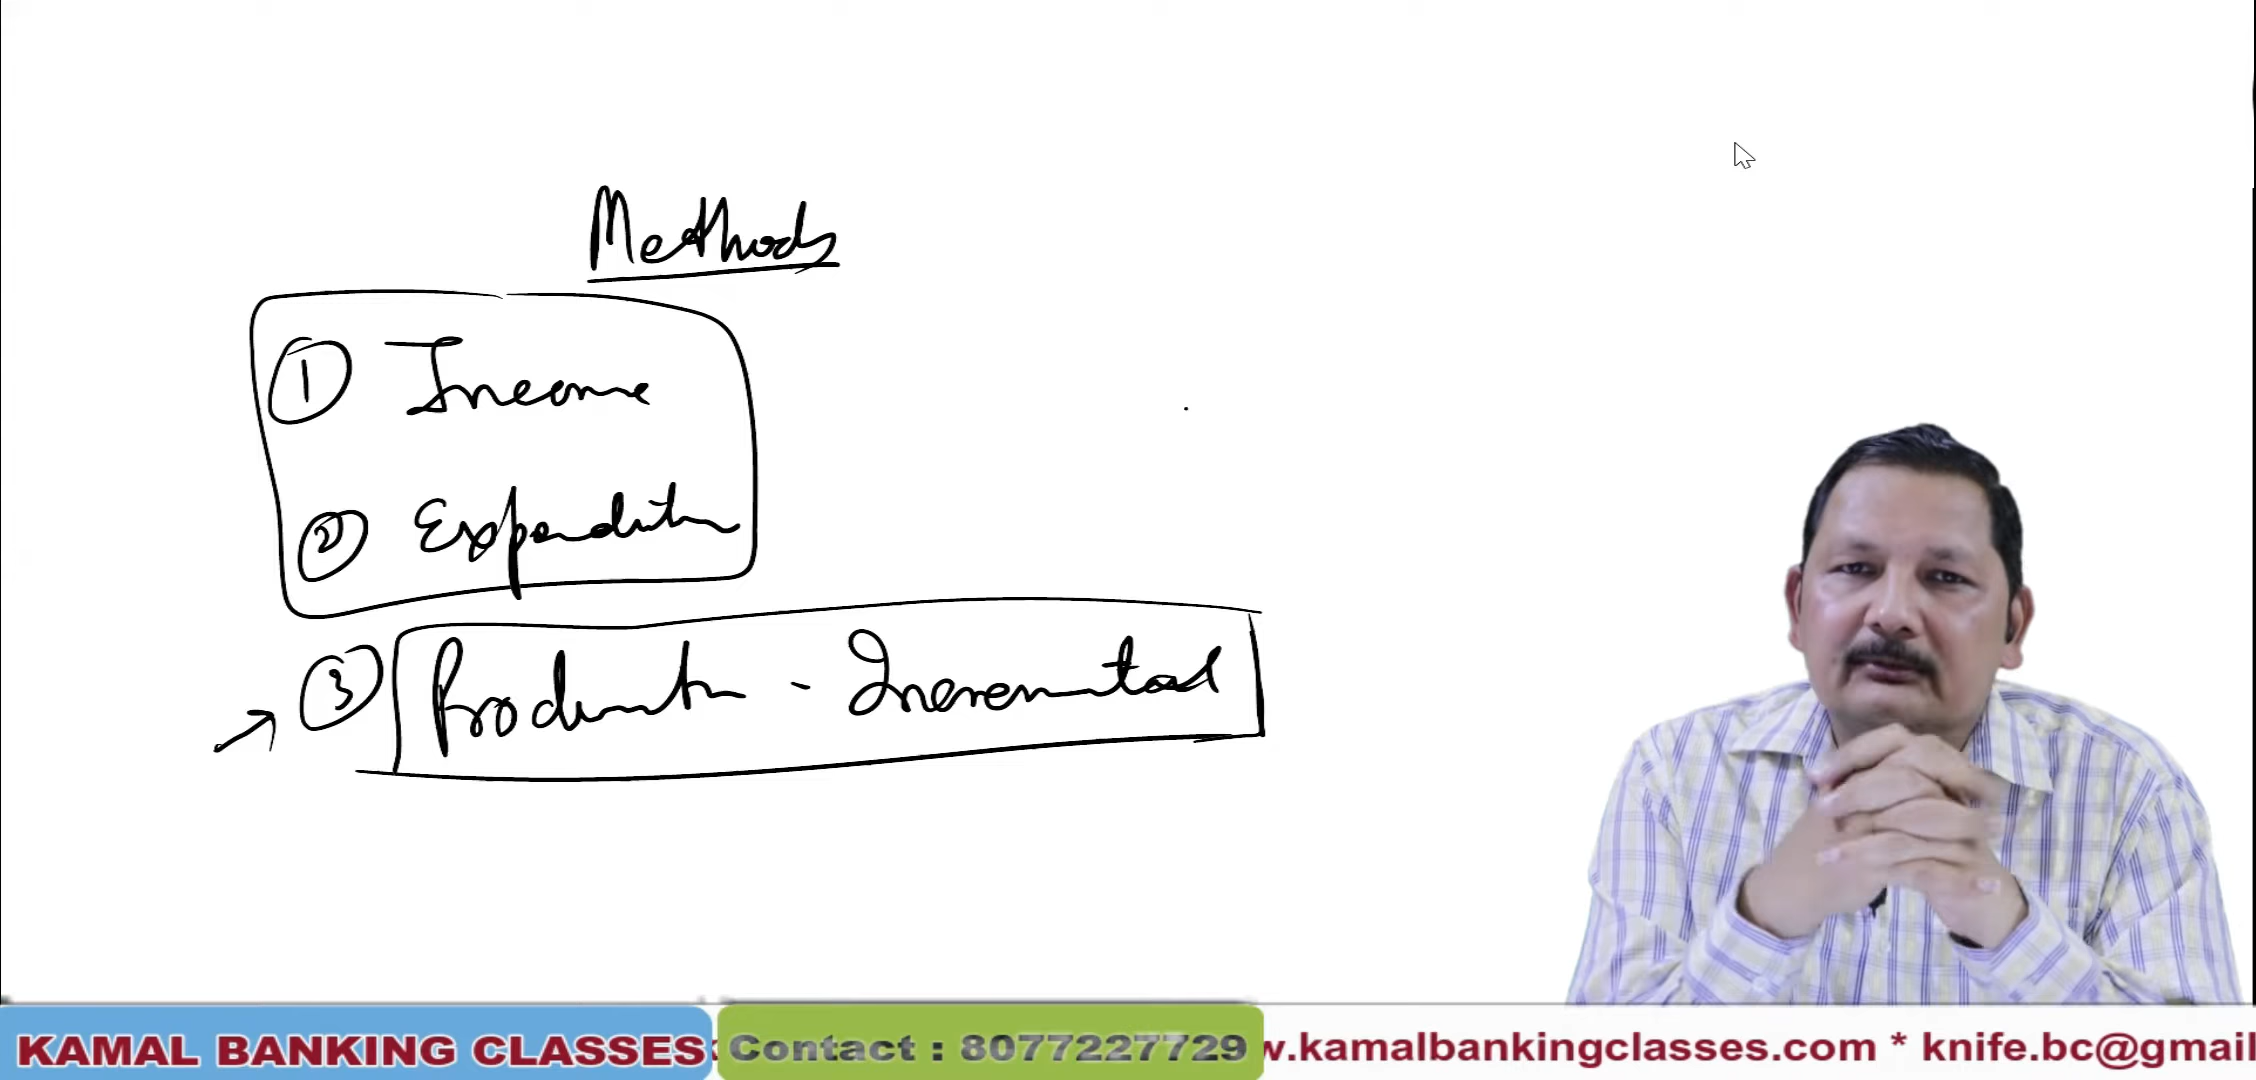 Methods
① Income
② Expenditure
③ Production - Incremental
KAMAL BANKING CLASSES
Contact : 8077227729
w.kamalbankingclasses.com * knife.bc@gmail